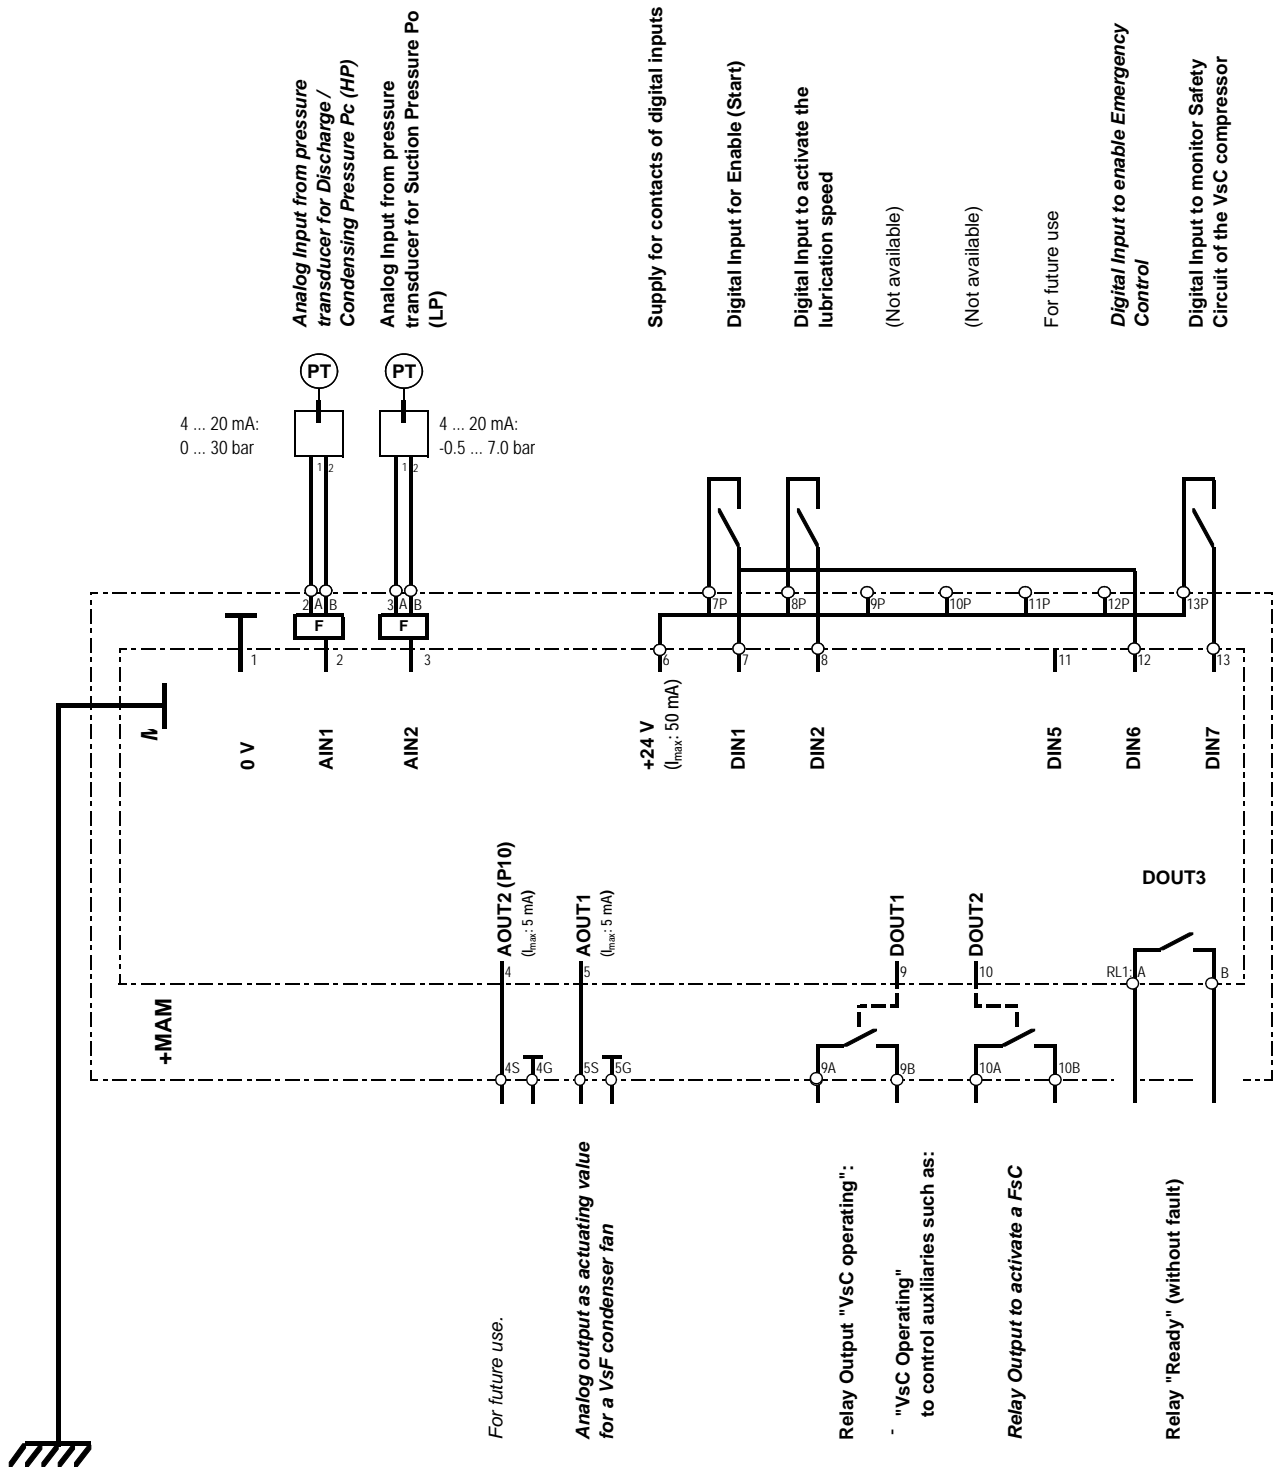 Analog Input from pressure
transducer for Discharge /
Condensing Pressure Pc (HP)
Analog Input from pressure
transducer for Suction Pressure Po
(LP)
Supply for contacts of digital inputs
Digital Input for Enable (Start)
Digital Input to activate the
lubrication speed
(Not available)
(Not available)
For future use
Digital Input to enable Emergency
Control
Digital Input to monitor Safety
Circuit of the VsC compressor
PT
PT
4 ... 20 mA:
0 ... 30 bar
4 ... 20 mA:
-0.5 ... 7.0 bar
1 2
1 2
2 A B
3 A B
7P
8P
9P
10P
11P
12P
13P
F
F
1
2
3
6
7
8
11
12
13
0 V
AIN1
AIN2
+24 V
(Imax: 50 mA)
DIN1
DIN2
DIN5
DIN6
DIN7
AOUT2 (P10)
(Imax: 5 mA)
AOUT1
(Imax: 5 mA)
DOUT1
DOUT2
DOUT3
4
5
9
10
RL1: A
B
+MAM
4S
4G
5S
5G
9A
9B
10A
10B
For future use.
Analog output as actuating value
for a VsF condenser fan
Relay Output "VsC operating":
- "VsC Operating"
to control auxiliaries such as:
Relay Output to activate a FsC
Relay "Ready" (without fault)